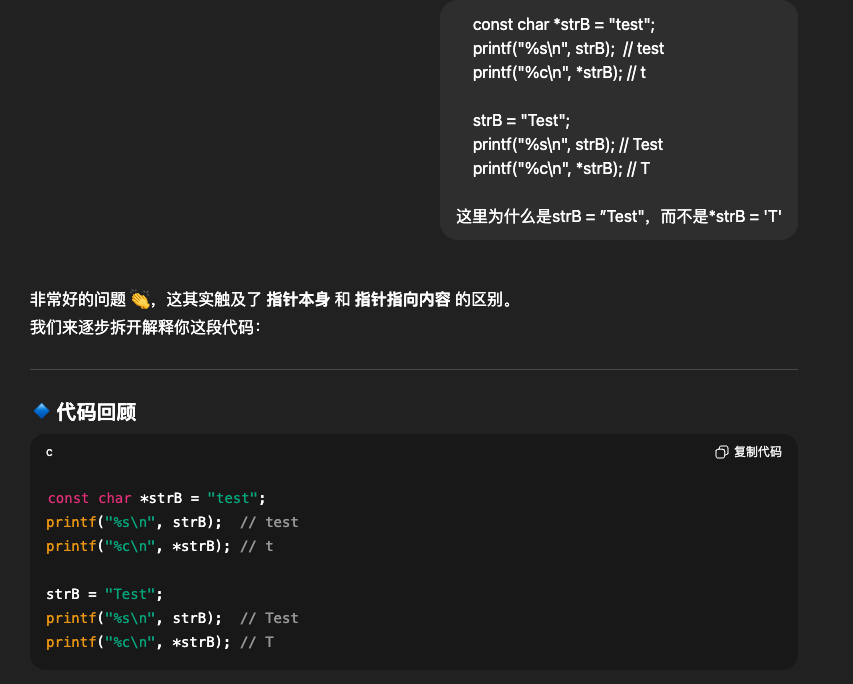 const char *strB = "test";
printf("%s\n", strB);  // test
printf("%c\n", *strB); // t
strB = "Test";
printf("%s\n", strB); // Test
printf("%c\n", *strB); // T
这里为什么是strB = "Test"，而不是*strB = 'T'
非常好的问题 👏，这其实触及了 指针本身 和 指针指向内容 的区别。
我们来逐步拆开解释你这段代码：
🔷 代码回顾
c
复制代码
const char *strB = "test";
printf("%s\n", strB);  // test
printf("%c\n", *strB); // t
strB = "Test";
printf("%s\n", strB);  // Test
printf("%c\n", *strB); // T